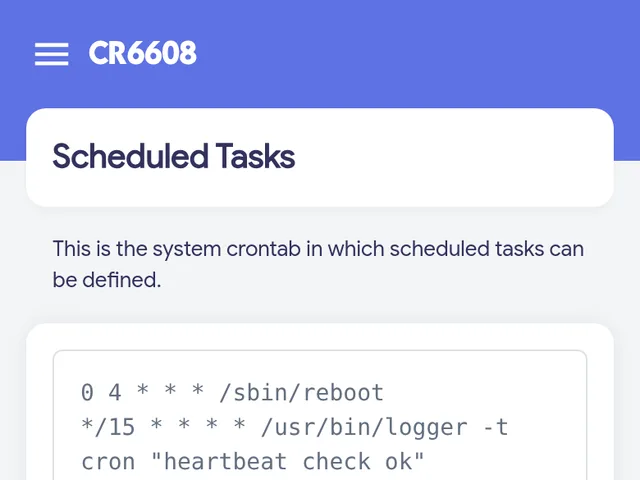 CR6608
Scheduled Tasks
This is the system crontab in which scheduled tasks can
be defined.
0 4 * * * /sbin/reboot
*/15 * * * * /usr/bin/logger -t
cron "heartbeat check ok"